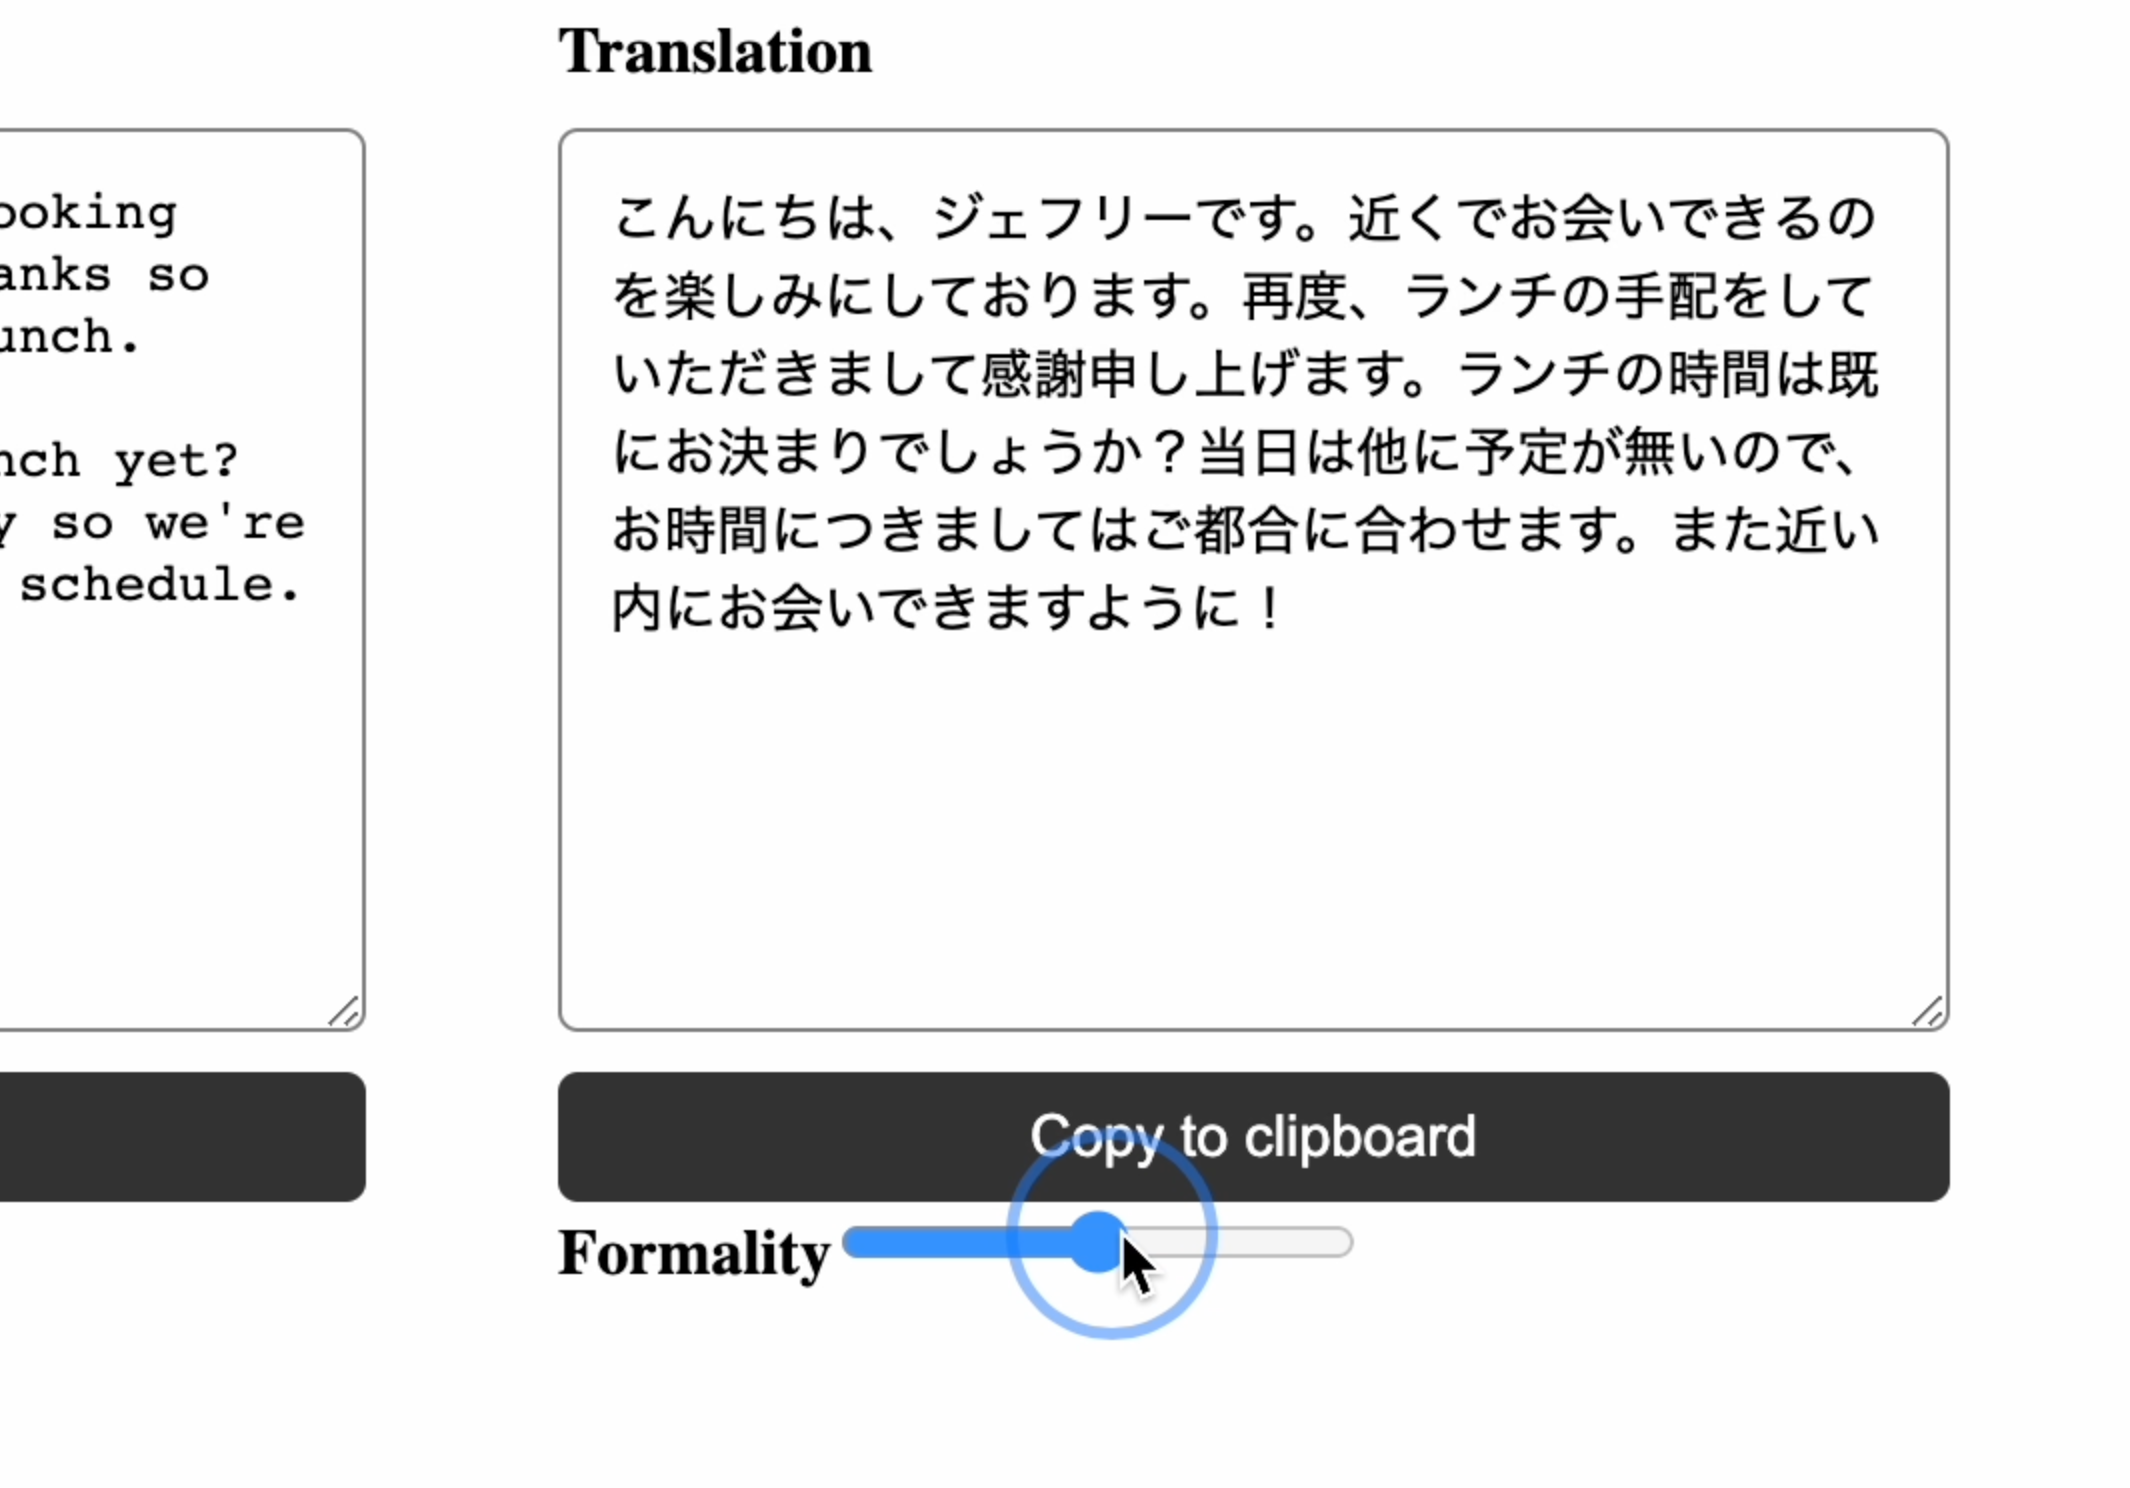 Translation
ooking
anks so
unch.
nch yet?
y so we're
schedule.
こんにちは、ジェフリーです。近くでお会いできるの
を楽しみにしております。再度、ランチの手配をして
いただきまして感謝申し上げます。ランチの時間は既
にお決まりでしょうか？当日は他に予定が無いので、
お時間につきましてはご都合に合わせます。また近い
内にお会いできますように！
Copy to clipboard
Formality